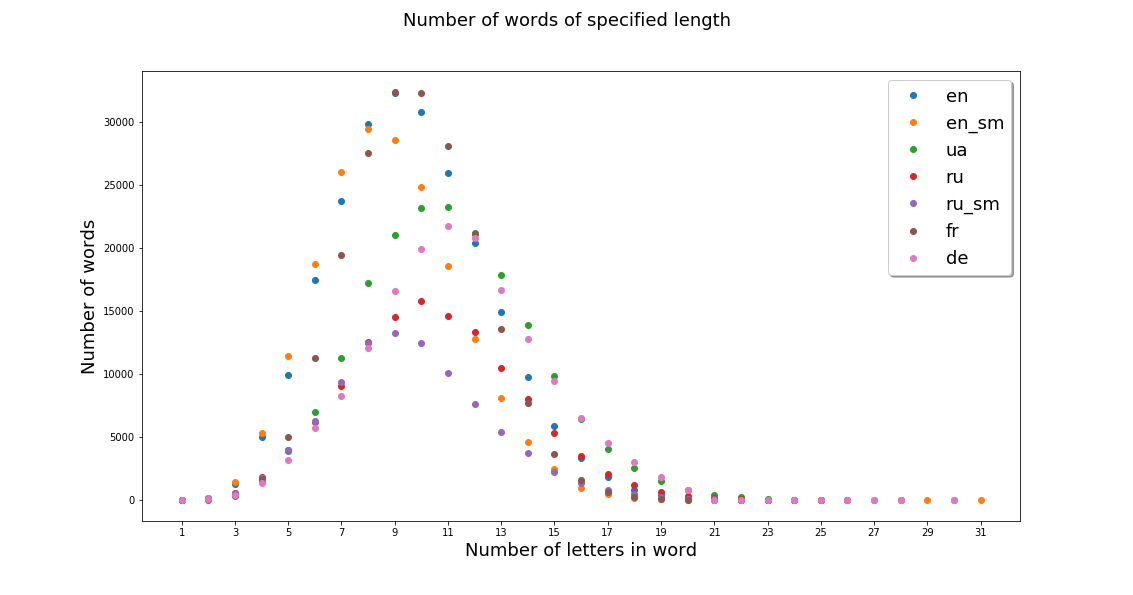 Number of words of specified length
en
en_sm
ua
ru
ru_sm
fr
de
Number of words
30000
25000
20000
15000
10000
5000
0
1 3 5 7 9 11 13 15 17 19 21 23 25 27 29 31
Number of letters in word